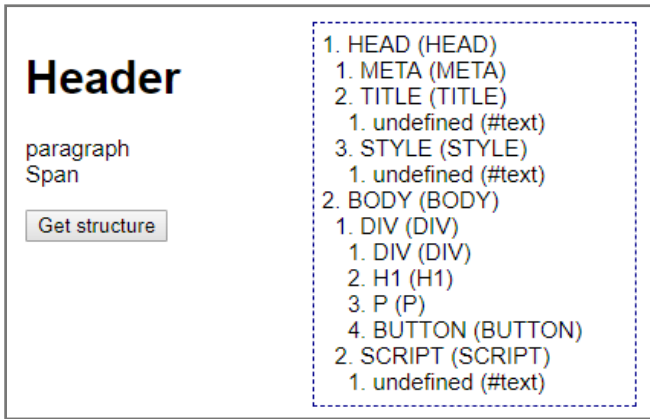 Header
paragraph
Span
Get structure
1. HEAD (HEAD)
1. META (META)
2. TITLE (TITLE)
1. undefined (#text)
3. STYLE (STYLE)
1. undefined (#text)
2. BODY (BODY)
1. DIV (DIV)
1. DIV (DIV)
2. H1 (H1)
3. P (P)
4. BUTTON (BUTTON)
2. SCRIPT (SCRIPT)
1. undefined (#text)